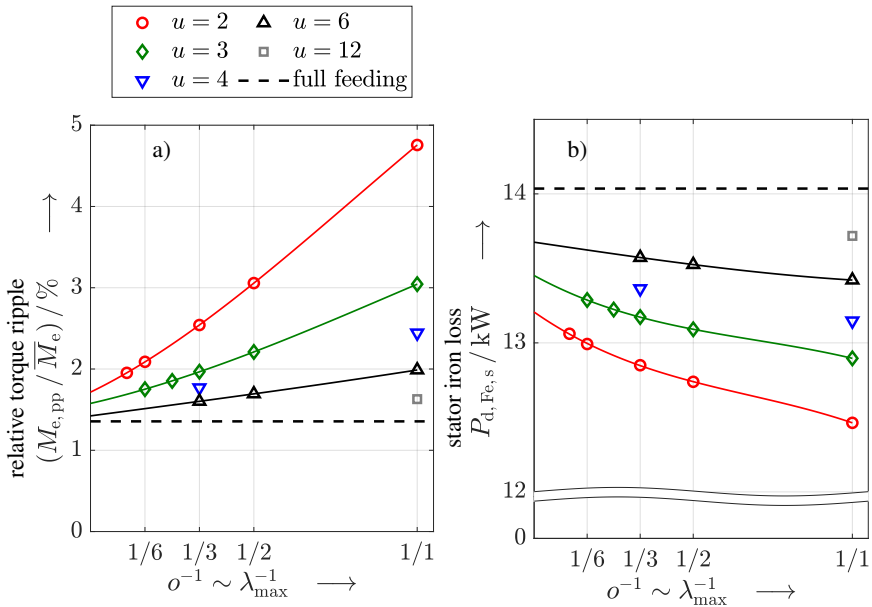 u = 2
u = 6
u = 3
u = 12
u = 4
full feeding
a)
5
4
3
2
1
0
relative torque ripple
(M_e,pp / M̅_e) / % ⟶
1/6 1/3 1/2 1/1
o⁻¹ ∼ λ_max⁻¹ ⟶
b)
14
13
12
0
stator iron loss
P_d,Fe,s / kW ⟶
1/6 1/3 1/2 1/1
o⁻¹ ∼ λ_max⁻¹ ⟶